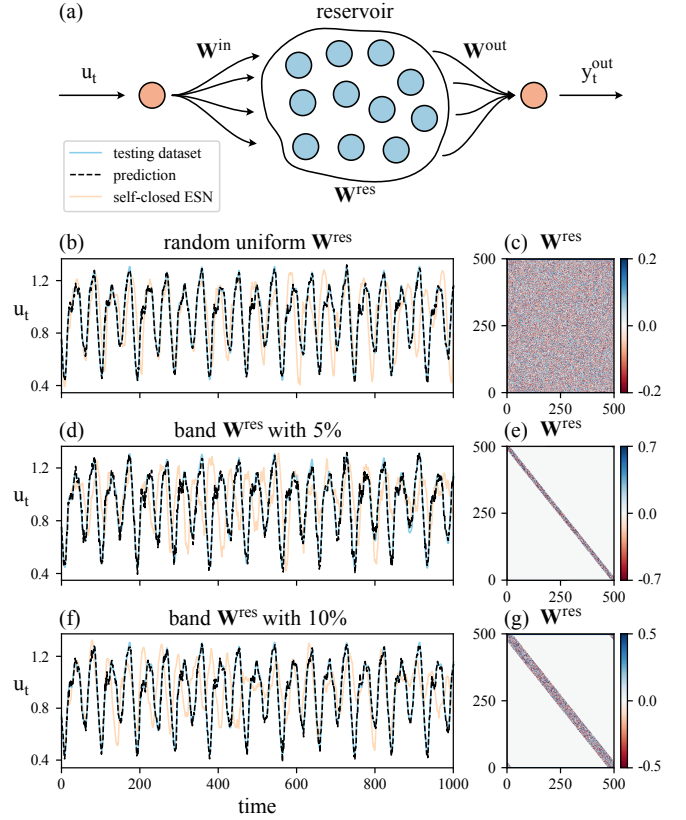 (a)
reservoir
W^in
W^out
u_t
y_t^out
W^res
testing dataset
prediction
self-closed ESN
(b) random uniform W^res
u_t
1.2
0.8
0.4
(c) W^res
500
250
0
0 250 500
0.2
0.0
-0.2
(d) band W^res with 5%
u_t
1.2
0.8
0.4
(e) W^res
500
250
0
0 250 500
0.7
0.0
-0.7
(f) band W^res with 10%
u_t
1.2
0.8
0.4
0 200 400 600 800 1000
time
(g) W^res
500
250
0
0 250 500
0.5
0.0
-0.5